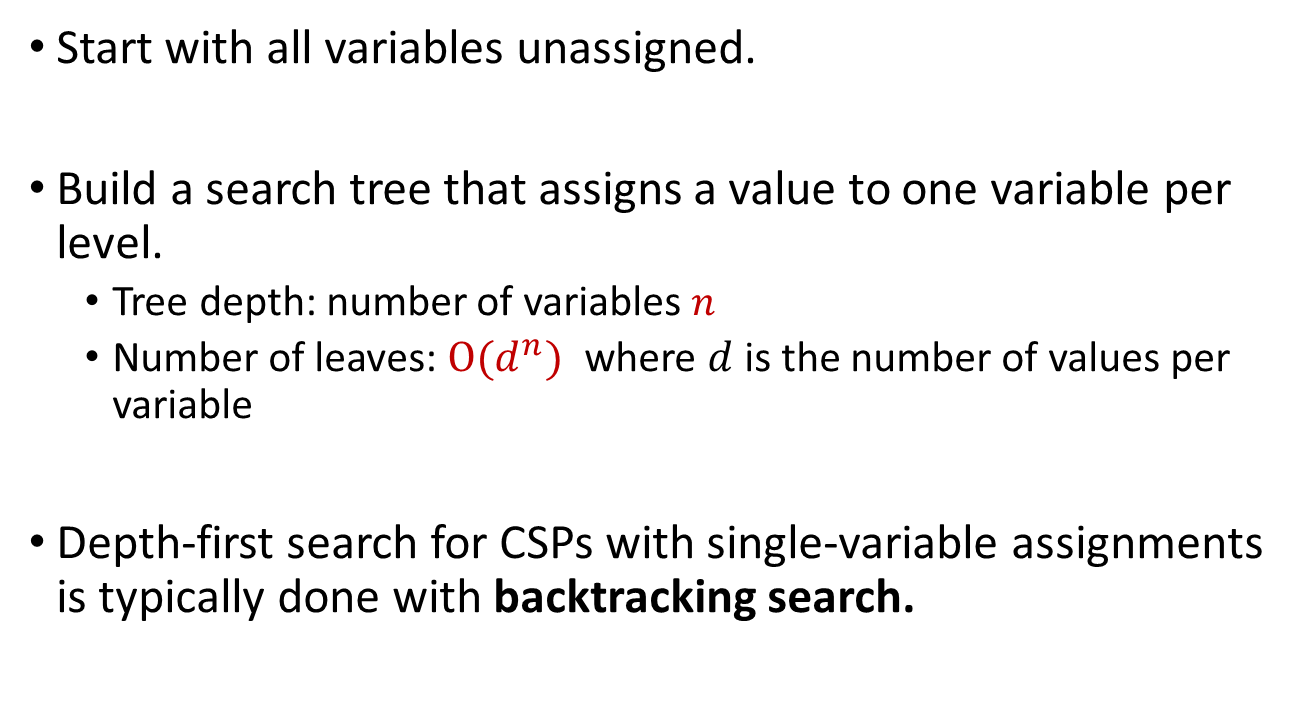 • Start with all variables unassigned.
• Build a search tree that assigns a value to one variable per
level.
• Tree depth: number of variables n
• Number of leaves: O(dⁿ) where d is the number of values per
variable
• Depth-first search for CSPs with single-variable assignments
is typically done with backtracking search.